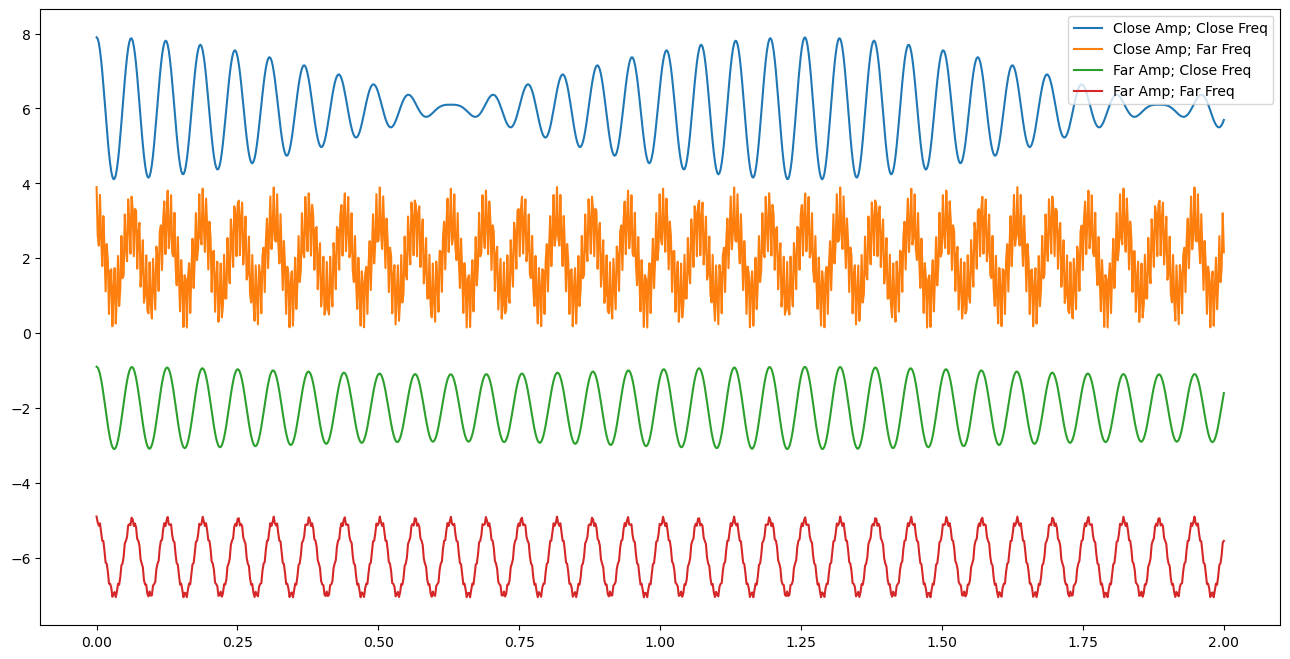 8
6
4
2
0
−2
−4
−6
Close Amp; Close Freq
Close Amp; Far Freq
Far Amp; Close Freq
Far Amp; Far Freq
0.00 0.25 0.50 0.75 1.00 1.25 1.50 1.75 2.00